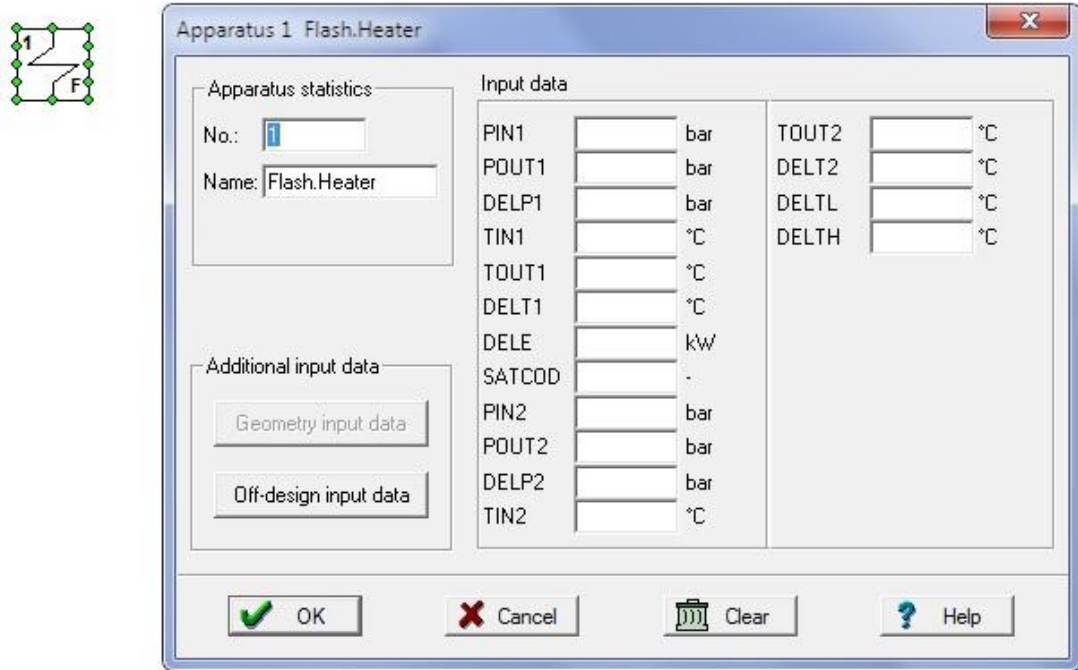 1
F
Apparatus 1 Flash.Heater
Apparatus statistics
No.: 1
Name: Flash.Heater
Additional input data
Geometry input data
Off-design input data
Input data
PIN1 bar
POUT1 bar
DELP1 bar
TIN1 °C
TOUT1 °C
DELT1 °C
DELE kW
SATCOD -
PIN2 bar
POUT2 bar
DELP2 bar
TIN2 °C
TOUT2 °C
DELT2 °C
DELTL °C
DELTH °C
OK Cancel Clear Help